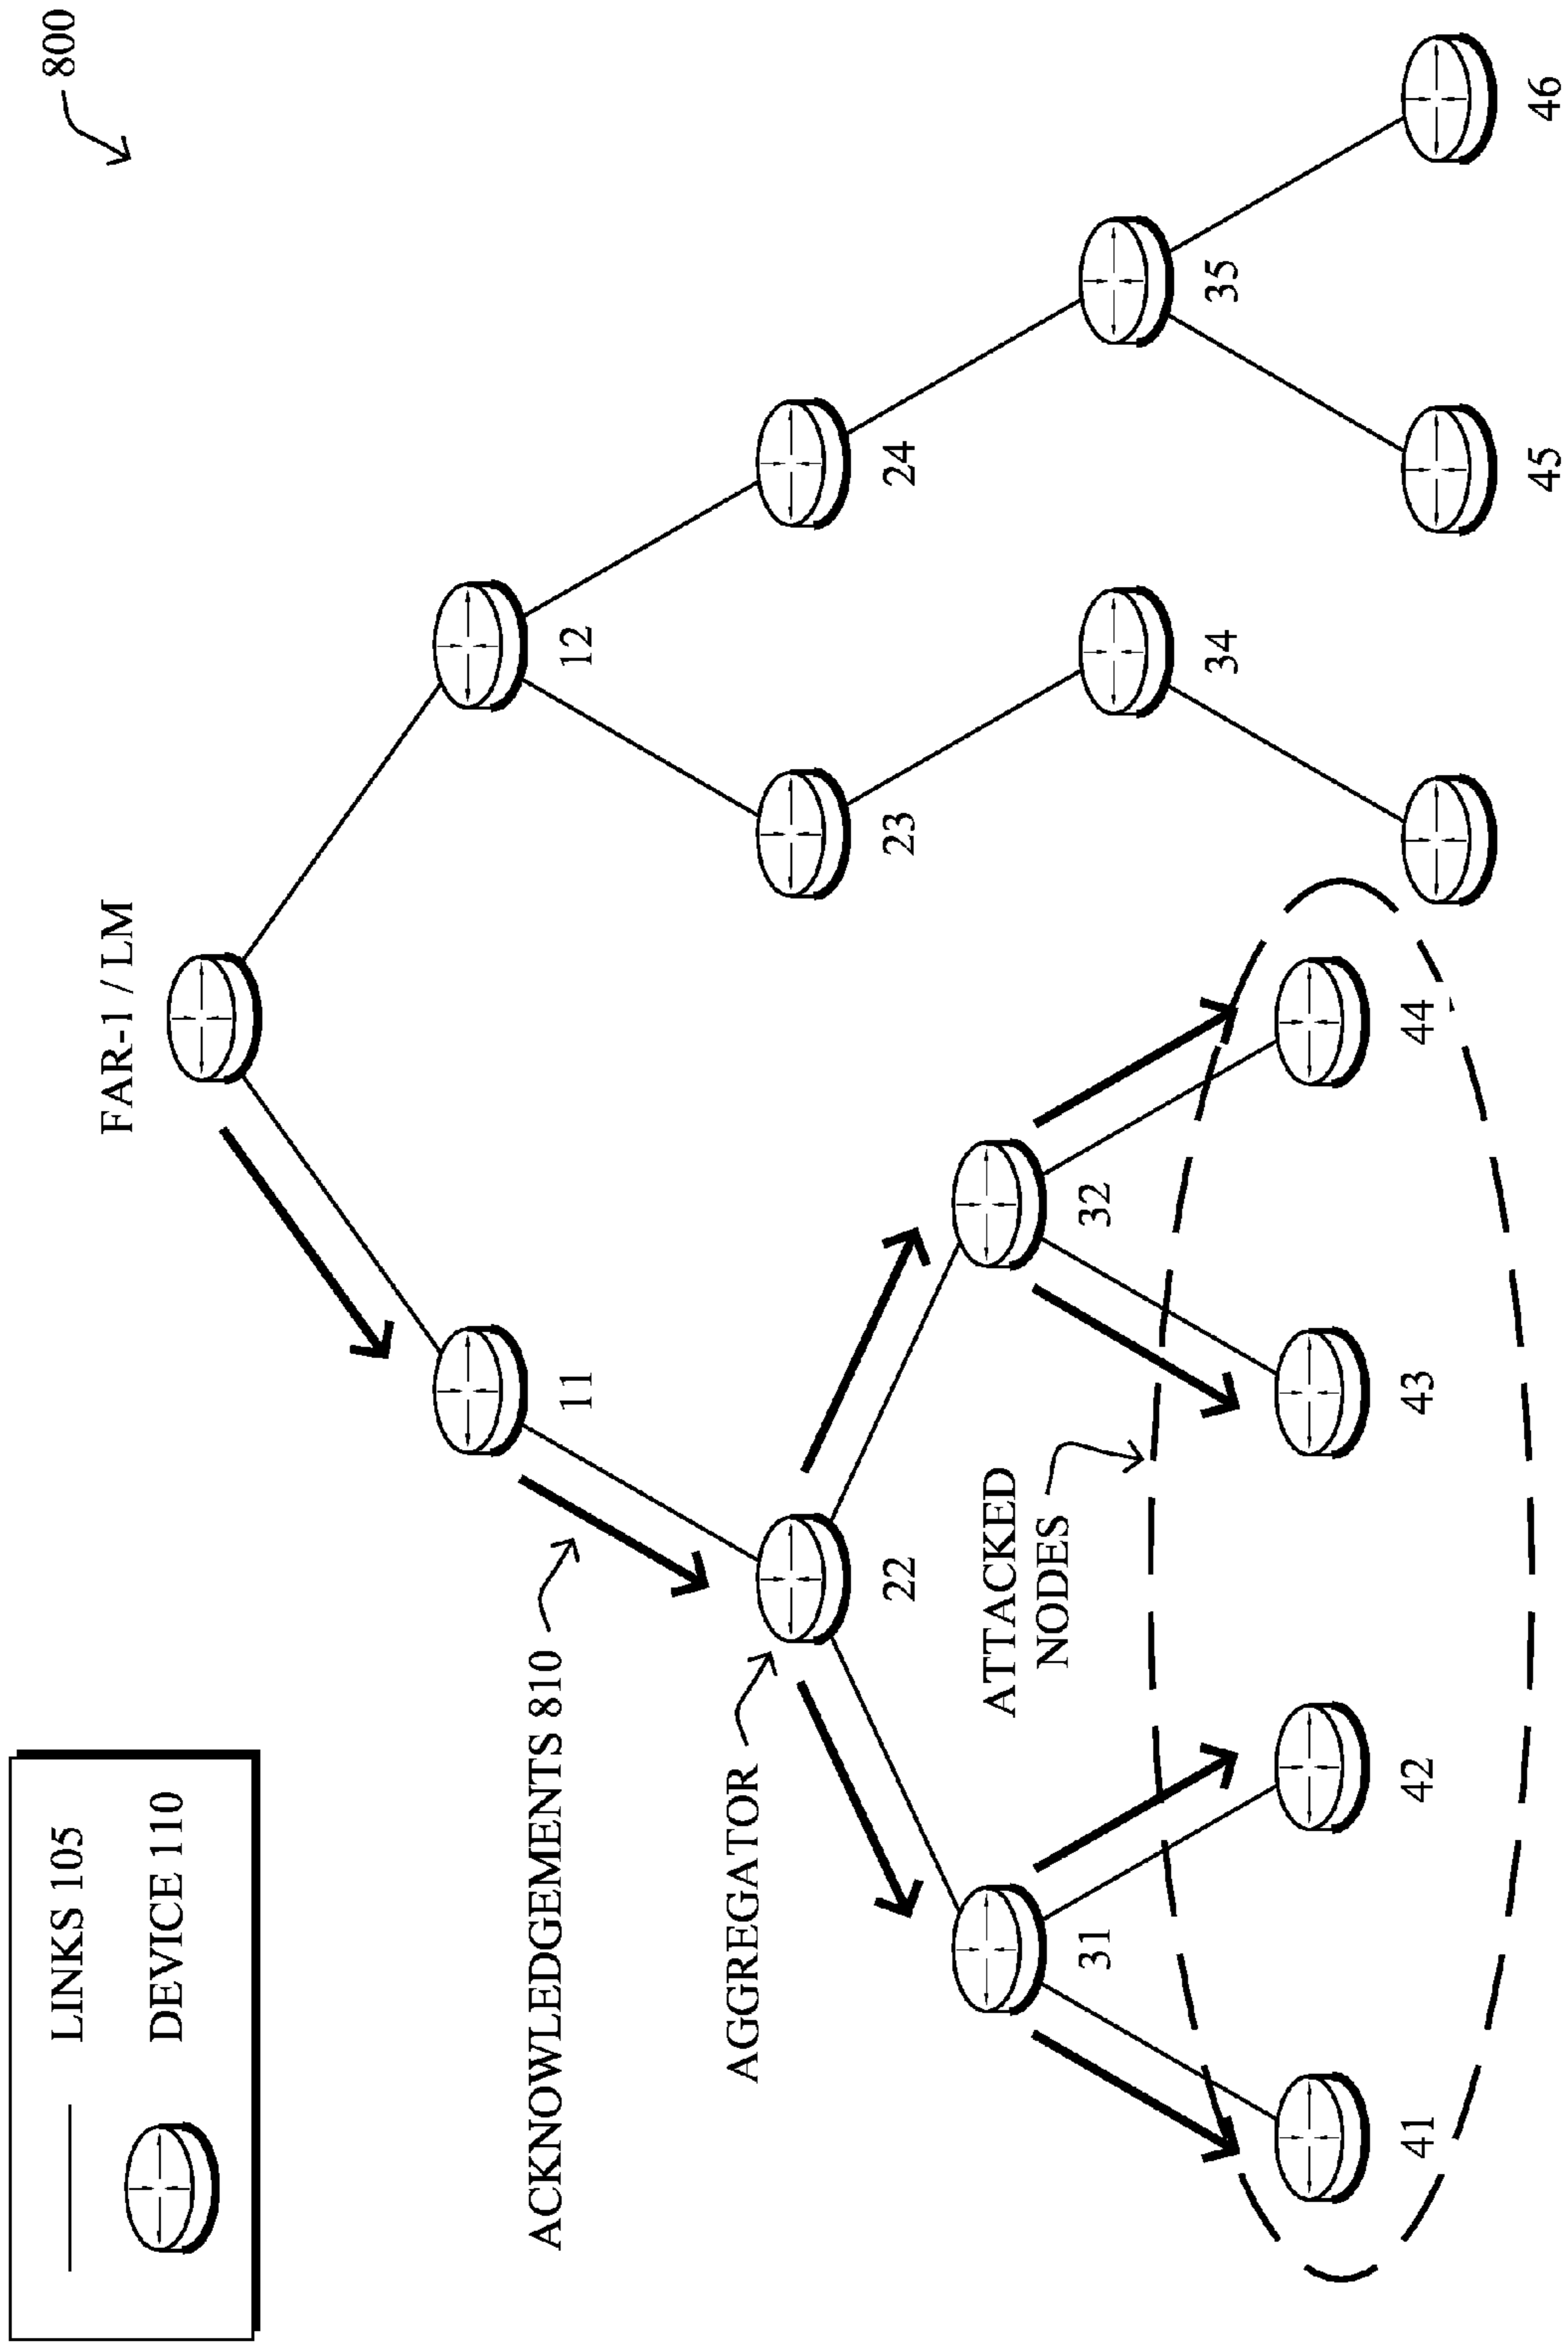 LINKS 105
DEVICE 110
800
FAR-1 / LM
ACKNOWLEDGEMENTS 810
11
12
AGGREGATOR
22
23
24
ATTACKED
NODES
31
32
34
35
41
42
43
44
45
46